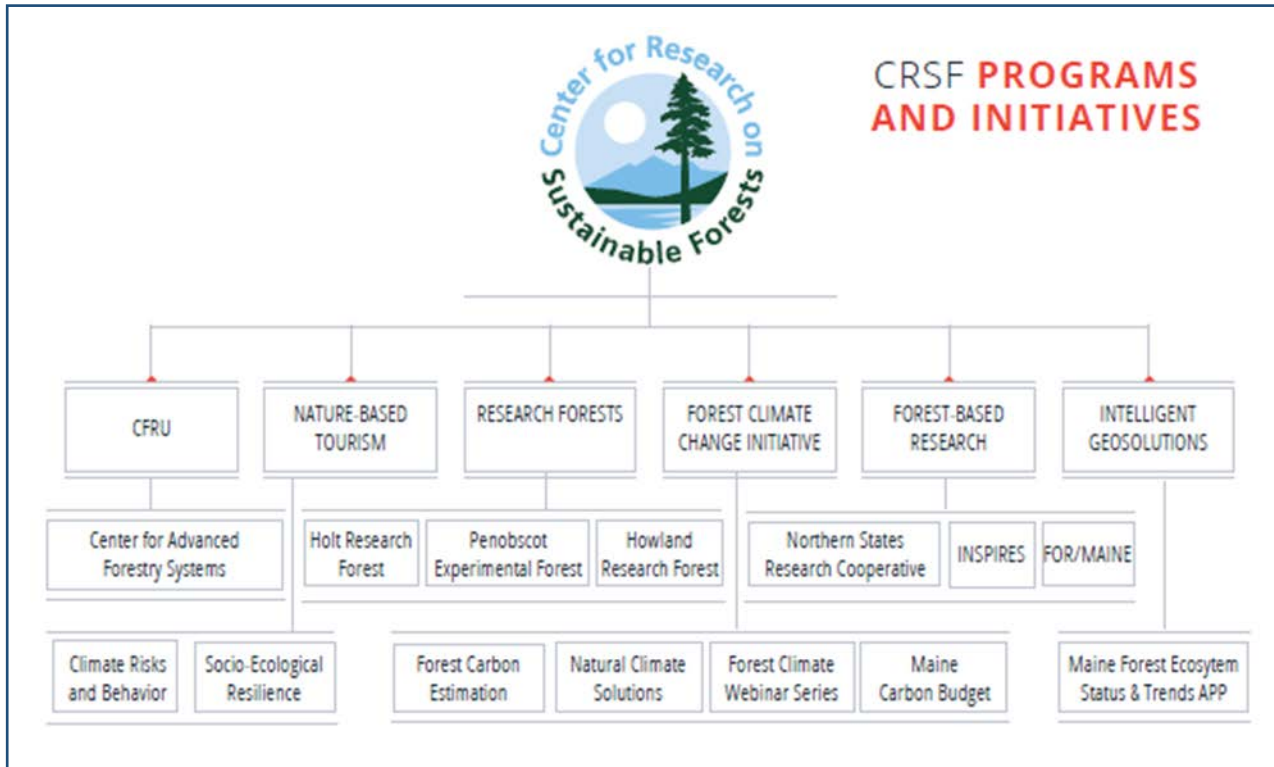 Center for Research on
Sustainable Forests
CRSF PROGRAMS
AND INITIATIVES
CFRU
NATURE-BASED
TOURISM
RESEARCH FORESTS
FOREST CLIMATE
CHANGE INITIATIVE
FOREST-BASED
RESEARCH
INTELLIGENT
GEOSOLUTIONS
Center for Advanced
Forestry Systems
Holt Research
Forest
Penobscot
Experimental Forest
Howland
Research Forest
Northern States
Research Cooperative
INSPIRES
FOR/MAINE
Climate Risks
and Behavior
Socio-Ecological
Resilience
Forest Carbon
Estimation
Natural Climate
Solutions
Forest Climate
Webinar Series
Maine
Carbon Budget
Maine Forest Ecosytem
Status & Trends APP